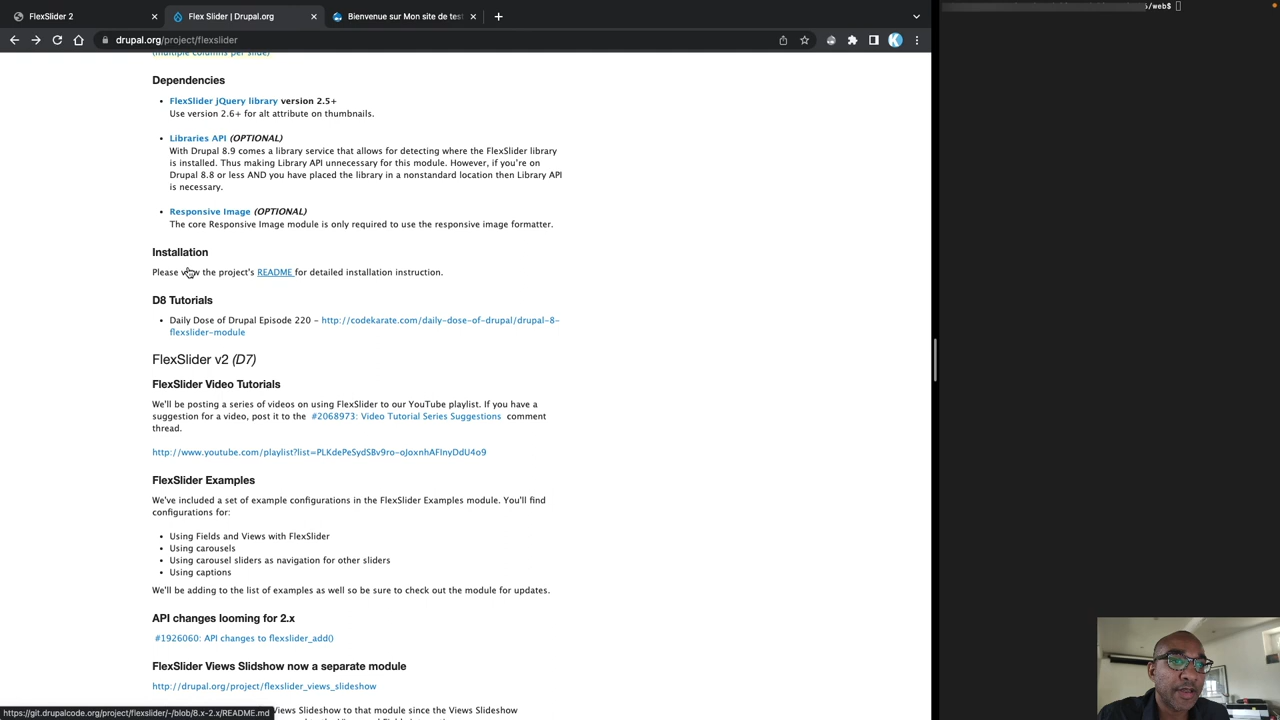 FlexSlider 2
Flex Slider | Drupal.org
Bienvenue sur Mon site de test
drupal.org/project/flexslider
/web$
(multiple columns per slide)
Dependencies
• FlexSlider jQuery library version 2.5+
Use version 2.6+ for alt attribute on thumbnails.
• Libraries API (OPTIONAL)
With Drupal 8.9 comes a library service that allows for detecting where the FlexSlider library
is installed. Thus making Library API unnecessary for this module. However, if you're on
Drupal 8.8 or less AND you have placed the library in a nonstandard location then Library API
is necessary.
• Responsive Image (OPTIONAL)
The core Responsive Image module is only required to use the responsive image formatter.
Installation
Please view the project's README for detailed installation instruction.
D8 Tutorials
• Daily Dose of Drupal Episode 220 – http://codekarate.com/daily-dose-of-drupal/drupal-8-
flexslider-module
FlexSlider v2 (D7)
FlexSlider Video Tutorials
We'll be posting a series of videos on using FlexSlider to our YouTube playlist. If you have a
suggestion for a video, post it to the #2068973: Video Tutorial Series Suggestions comment
thread.
http://www.youtube.com/playlist?list=PLKdePeSydSBv9ro-oJoxnhAFInyDdU4o9
FlexSlider Examples
We've included a set of example configurations in the FlexSlider Examples module. You'll find
configurations for:
• Using Fields and Views with FlexSlider
• Using carousels
• Using carousel sliders as navigation for other sliders
• Using captions
We'll be adding to the list of examples as well so be sure to check out the module for updates.
API changes looming for 2.x
#1926060: API changes to flexslider_add()
FlexSlider Views Slidshow now a separate module
http://drupal.org/project/flexslider_views_slideshow
Views Slideshow to that module since the Views Slideshow
https://git.drupalcode.org/project/flexslider/-/blob/8.x-2.x/README.md